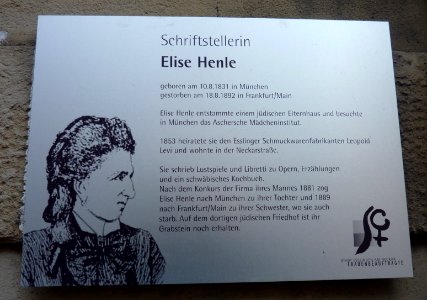 Schriftstellerin
Elise Henle
geboren am 10.8.1831 in München
gestorben am 18.8.1892 in Frankfurt/Main
Elise Henle entstammte einem jüdischen Elternhaus und besuchte
in München das Aschersche Mädcheninstitut.
1853 heiratete sie den Esslinger Schmuckwarenfabrikanten Leopold
Levi und wohnte in der Neckarstraße.
Sie schrieb Lustspiele und Libretti zu Opern, Erzählungen
und ein schwäbisches Kochbuch.
Nach dem Konkurs der Firma ihres Mannes 1881 zog
Elise Henle nach München zu ihrer Tochter und 1889
nach Frankfurt/Main zu ihrer Schwester, wo sie auch
starb. Auf dem dortigen jüdischen Friedhof ist ihr
Grabstein noch erhalten.
FRAUENBEAUFTRAGTE